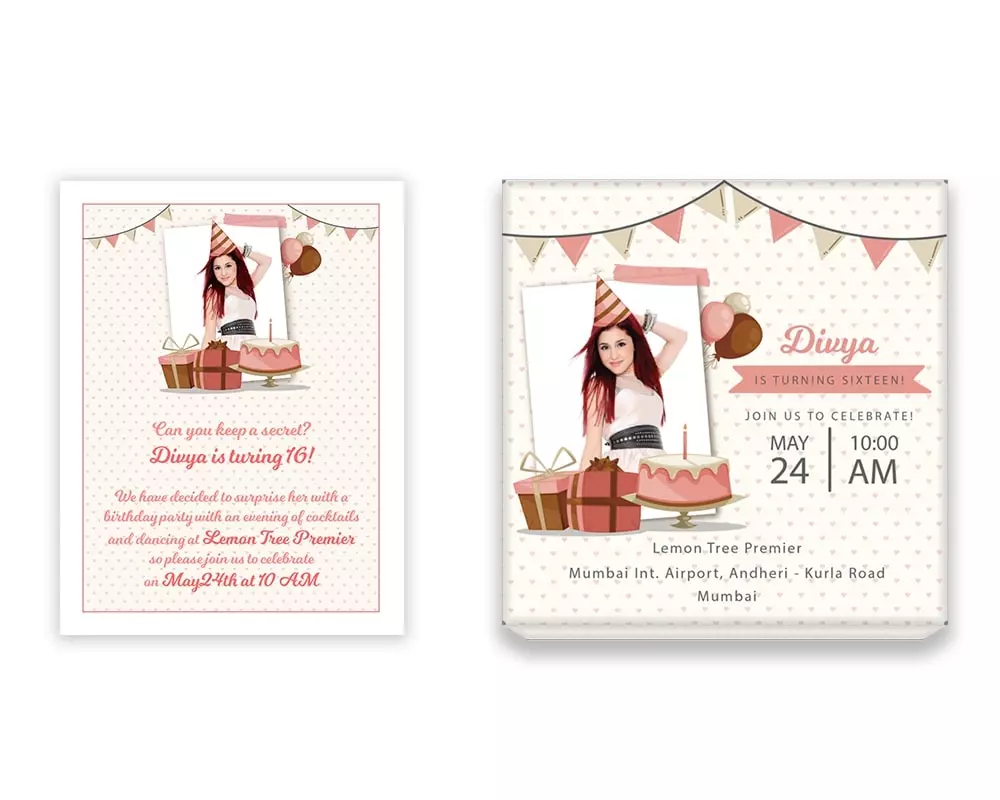 Can you keep a secret?
Divya is turing 16!
We have decided to surprise her with a
birthday party with an evening of cocktails
and dancing at Lemon Tree Premier
so please join us to celebrate
on May24th at 10 AM
Divya
IS TURNING SIXTEEN!
JOIN US TO CELEBRATE!
MAY 10:00
24 AM
Lemon Tree Premier
Mumbai Int. Airport, Andheri - Kurla Road
Mumbai